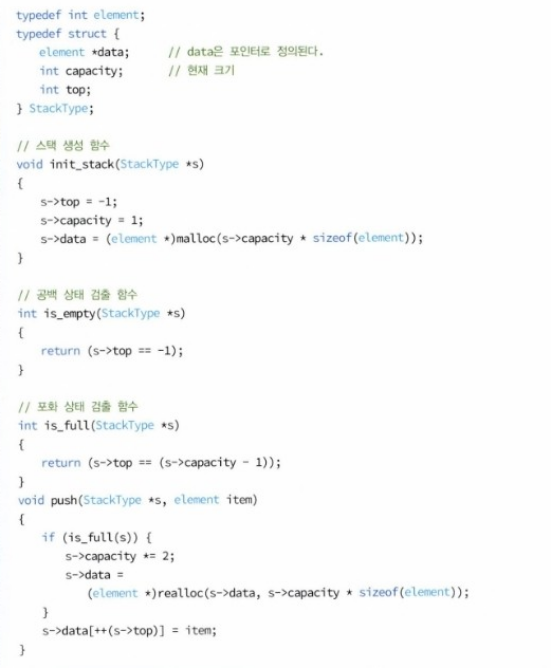 typedef int element;
typedef struct {
element *data; // data은 포인터로 정의된다.
int capacity; // 현재 크기
int top;
} StackType;
// 스택 생성 함수
void init_stack(StackType *s)
{
s->top = -1;
s->capacity = 1;
s->data = (element *)malloc(s->capacity * sizeof(element));
}
// 공백 상태 검출 함수
int is_empty(StackType *s)
{
return (s->top == -1);
}
// 포화 상태 검출 함수
int is_full(StackType *s)
{
return (s->top == (s->capacity - 1));
}
void push(StackType *s, element item)
{
if (is_full(s)) {
s->capacity *= 2;
s->data =
(element *)realloc(s->data, s->capacity * sizeof(element));
}
s->data[++(s->top)] = item;
}